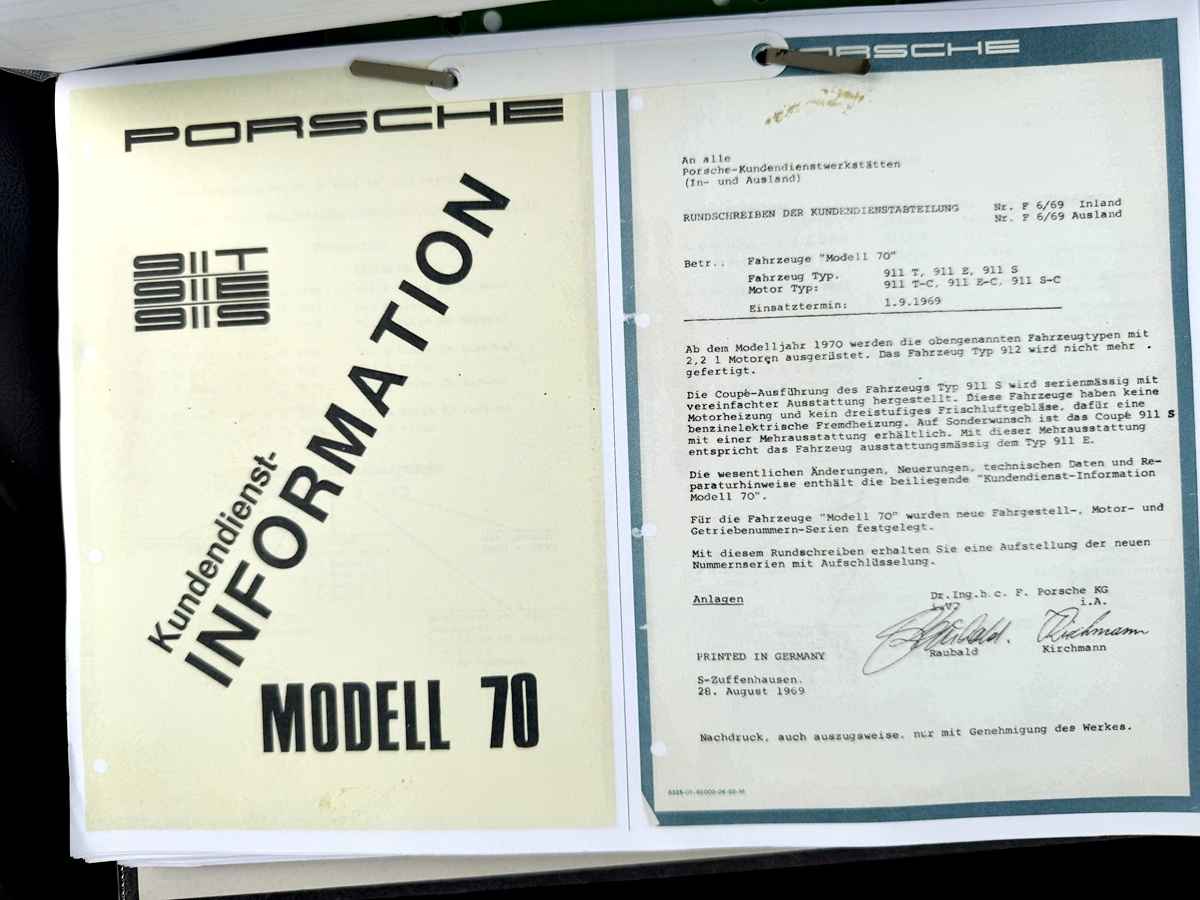 PORSCHE
911T
911E
911S
Kundendienst-
INFORMATION
MODELL 70
PORSCHE
An alle
Porsche-Kundendienstwerkstätten
(In- und Ausland)
RUNDSCHREIBEN DER KUNDENDIENSTABTEILUNG Nr. F 6/69 Inland
Nr. F 6/69 Ausland
Betr.: Fahrzeuge "Modell 70"
Fahrzeug Typ. 911 T, 911 E, 911 S
Motor Typ: 911 T-C, 911 E-C, 911 S-C
Einsatztermin: 1.9.1969
Ab dem Modelljahr 1970 werden die obengenannten Fahrzeugtypen mit
2,2 l Motoren ausgerüstet. Das Fahrzeug Typ 912 wird nicht mehr
gefertigt.
Die Coupé-Ausführung des Fahrzeugs Typ 911 S wird serienmässig mit
vereinfachter Ausstattung hergestellt. Diese Fahrzeuge haben keine
Motorheizung und kein dreistufiges Frischluftgebläse, dafür eine
benzinelektrische Fremdheizung. Auf Sonderwunsch ist das Coupé 911 S
mit einer Mehrausstattung erhältlich. Mit dieser Mehrausstattung
entspricht das Fahrzeug ausstattungsmässig dem Typ 911 E.
Die wesentlichen Änderungen, Neuerungen, technischen Daten und Re-
paraturhinweise enthält die beiliegende "Kundendienst-Information
Modell 70".
Für die Fahrzeuge "Modell 70" wurden neue Fahrgestell-, Motor- und
Getriebenummern-Serien festgelegt.
Mit diesem Rundschreiben erhalten Sie eine Aufstellung der neuen
Nummernserien mit Aufschlüsselung.
Anlagen Dr.Ing.h.c. F. Porsche KG
i.V. i.A.
Raubald Kirchmann
PRINTED IN GERMANY Raubald Kirchmann
S-Zuffenhausen.
28. August 1969
Nachdruck, auch auszugsweise, nur mit Genehmigung des Werkes.